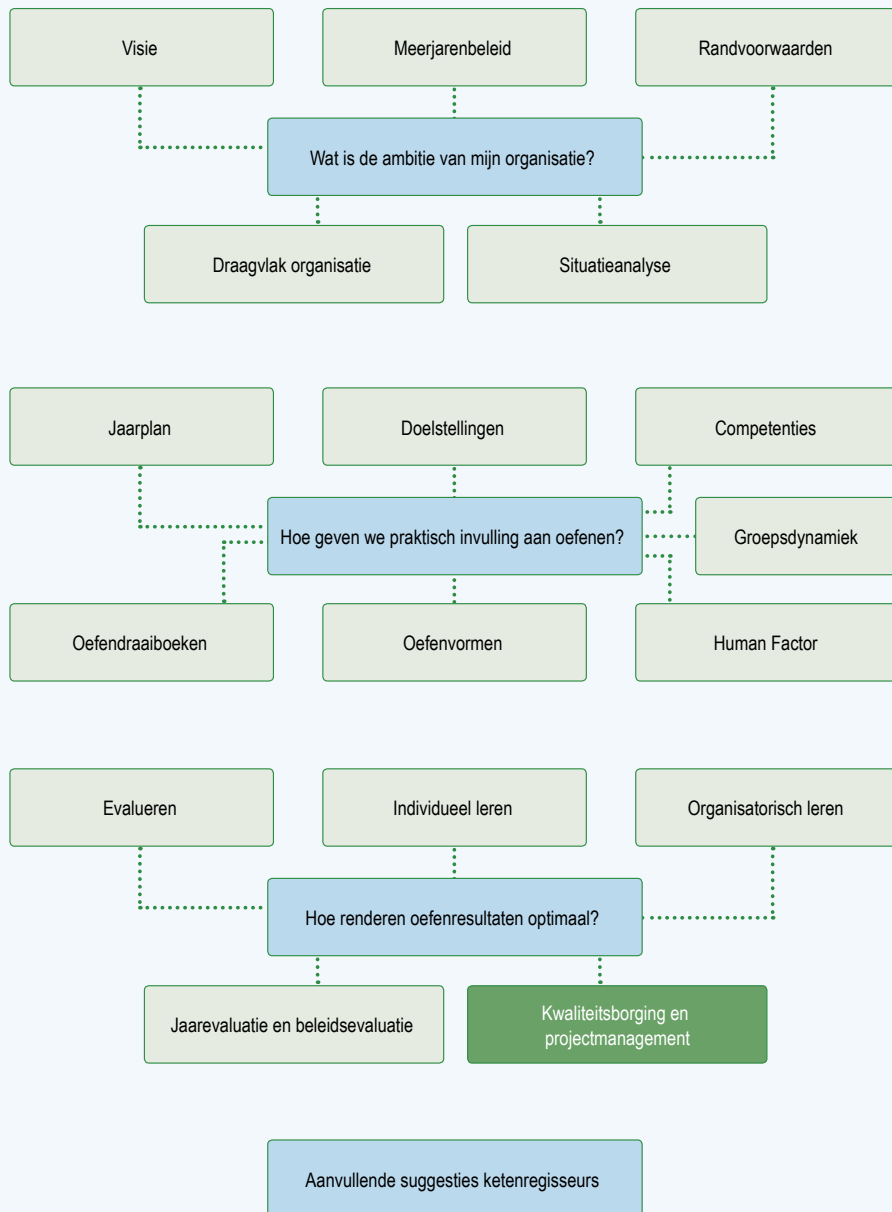 Visie
Meerjarenbeleid
Randvoorwaarden
Wat is de ambitie van mijn organisatie?
Draagvlak organisatie
Situatieanalyse
Jaarplan
Doelstellingen
Competenties
Hoe geven we praktisch invulling aan oefenen?
Groepsdynamiek
Oefendraaiboeken
Oefenvormen
Human Factor
Evalueren
Individueel leren
Organisatorisch leren
Hoe renderen oefenresultaten optimaal?
Jaarevaluatie en beleidsevaluatie
Kwaliteitsborging en
projectmanagement
Aanvullende suggesties ketenregisseurs